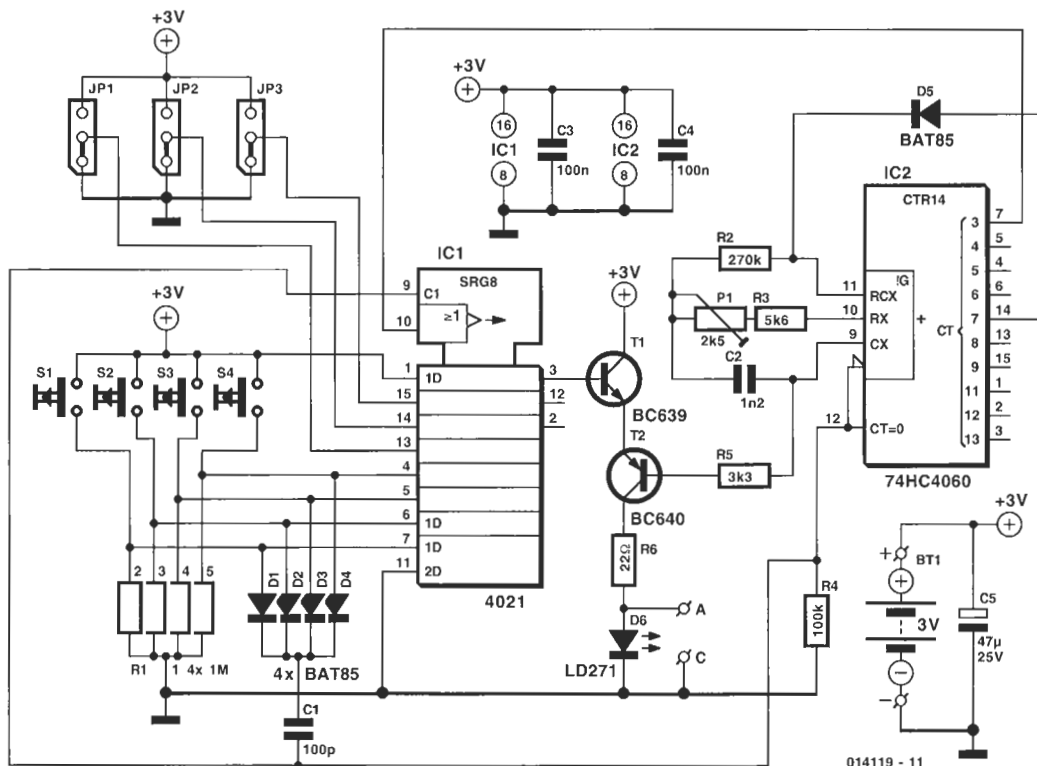 +3V
JP1
JP2
JP3
+3V
16
IC1
8
C3
100n
16
IC2
8
C4
100n
D5
BAT85
IC2
CTR14
!G
+
CT
RCX
RX
CX
CT=0
11
10
9
12
3
4
5
6
7
8
9
11
12
13
7
5
4
6
14
13
15
1
2
3
74HC4060
R2
270k
P1
2k5
R3
5k6
C2
1n2
R5
3k3
+3V
T1
BC639
T2
BC640
R6
22Ω
D6
LD271
A
C
IC1
SRG8
9
C1
≥1
10
1
1D
15
14
13
4
5
6
1D
7
1D
11
2D
3
12
2
4021
+3V
S1
S2
S3
S4
2
3
4
5
R1
1
4x 1M
D1
D2
D3
D4
4x
BAT85
C1
100p
R4
100k
+3V
+
BT1
3V
–
C5
47µ
25V
014119 - 11